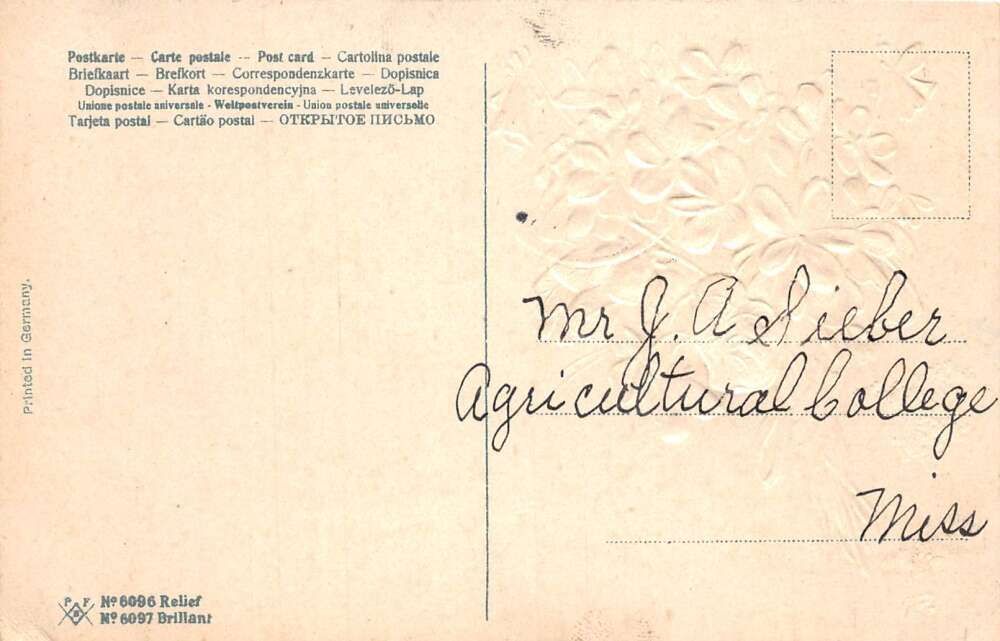 Postkarte — Carte postale — Post card — Cartolina postale
Briefkaart — Brefkort — Correspondenzkarte — Dopisnica
Dopisnice — Karta korespondencyjna — Levelező-Lap
Unione postale universale - Weltpostverein - Union postale universelle
Tarjeta postal — Cartão postal — ОТКРЫТОЕ ПИСЬМО
Printed in Germany.
Mr J. A Sieber
Agricultural College
Miss
P F
B
Nº 6096 Relief
Nº 6097 Brillant